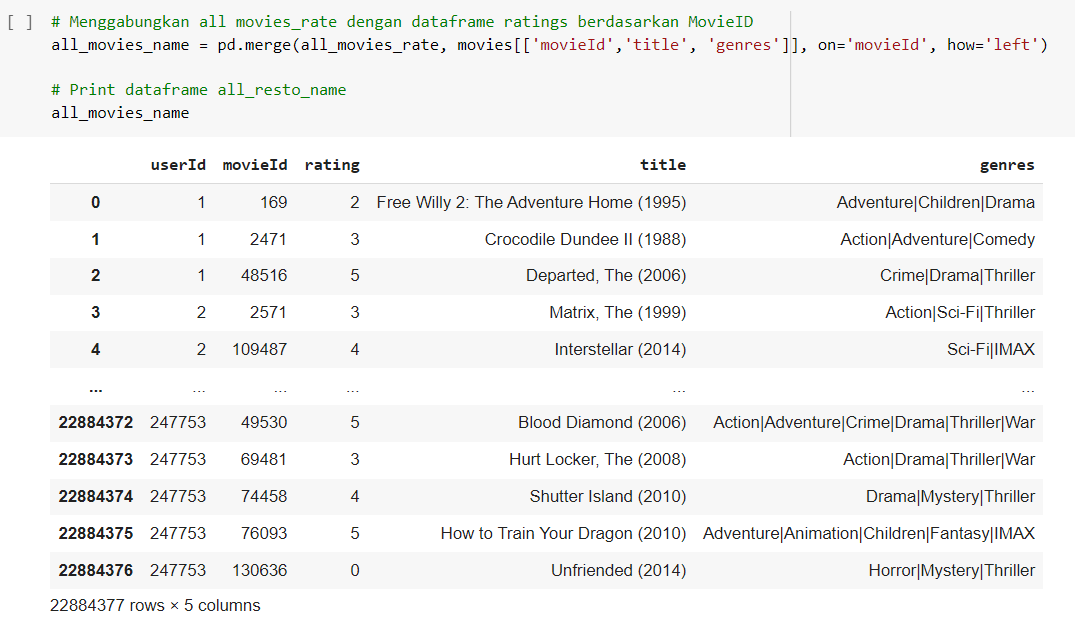 [ ] # Menggabungkan all movies_rate dengan dataframe ratings berdasarkan MovieID
all_movies_name = pd.merge(all_movies_rate, movies[['movieId','title', 'genres']], on='movieId', how='left')
# Print dataframe all_resto_name
all_movies_name
userId movieId rating title genres
0 1 169 2 Free Willy 2: The Adventure Home (1995) Adventure|Children|Drama
1 1 2471 3 Crocodile Dundee II (1988) Action|Adventure|Comedy
2 1 48516 5 Departed, The (2006) Crime|Drama|Thriller
3 2 2571 3 Matrix, The (1999) Action|Sci-Fi|Thriller
4 2 109487 4 Interstellar (2014) Sci-Fi|IMAX
... ... ... ... ... ...
22884372 247753 49530 5 Blood Diamond (2006) Action|Adventure|Crime|Drama|Thriller|War
22884373 247753 69481 3 Hurt Locker, The (2008) Action|Drama|Thriller|War
22884374 247753 74458 4 Shutter Island (2010) Drama|Mystery|Thriller
22884375 247753 76093 5 How to Train Your Dragon (2010) Adventure|Animation|Children|Fantasy|IMAX
22884376 247753 130636 0 Unfriended (2014) Horror|Mystery|Thriller
22884377 rows × 5 columns